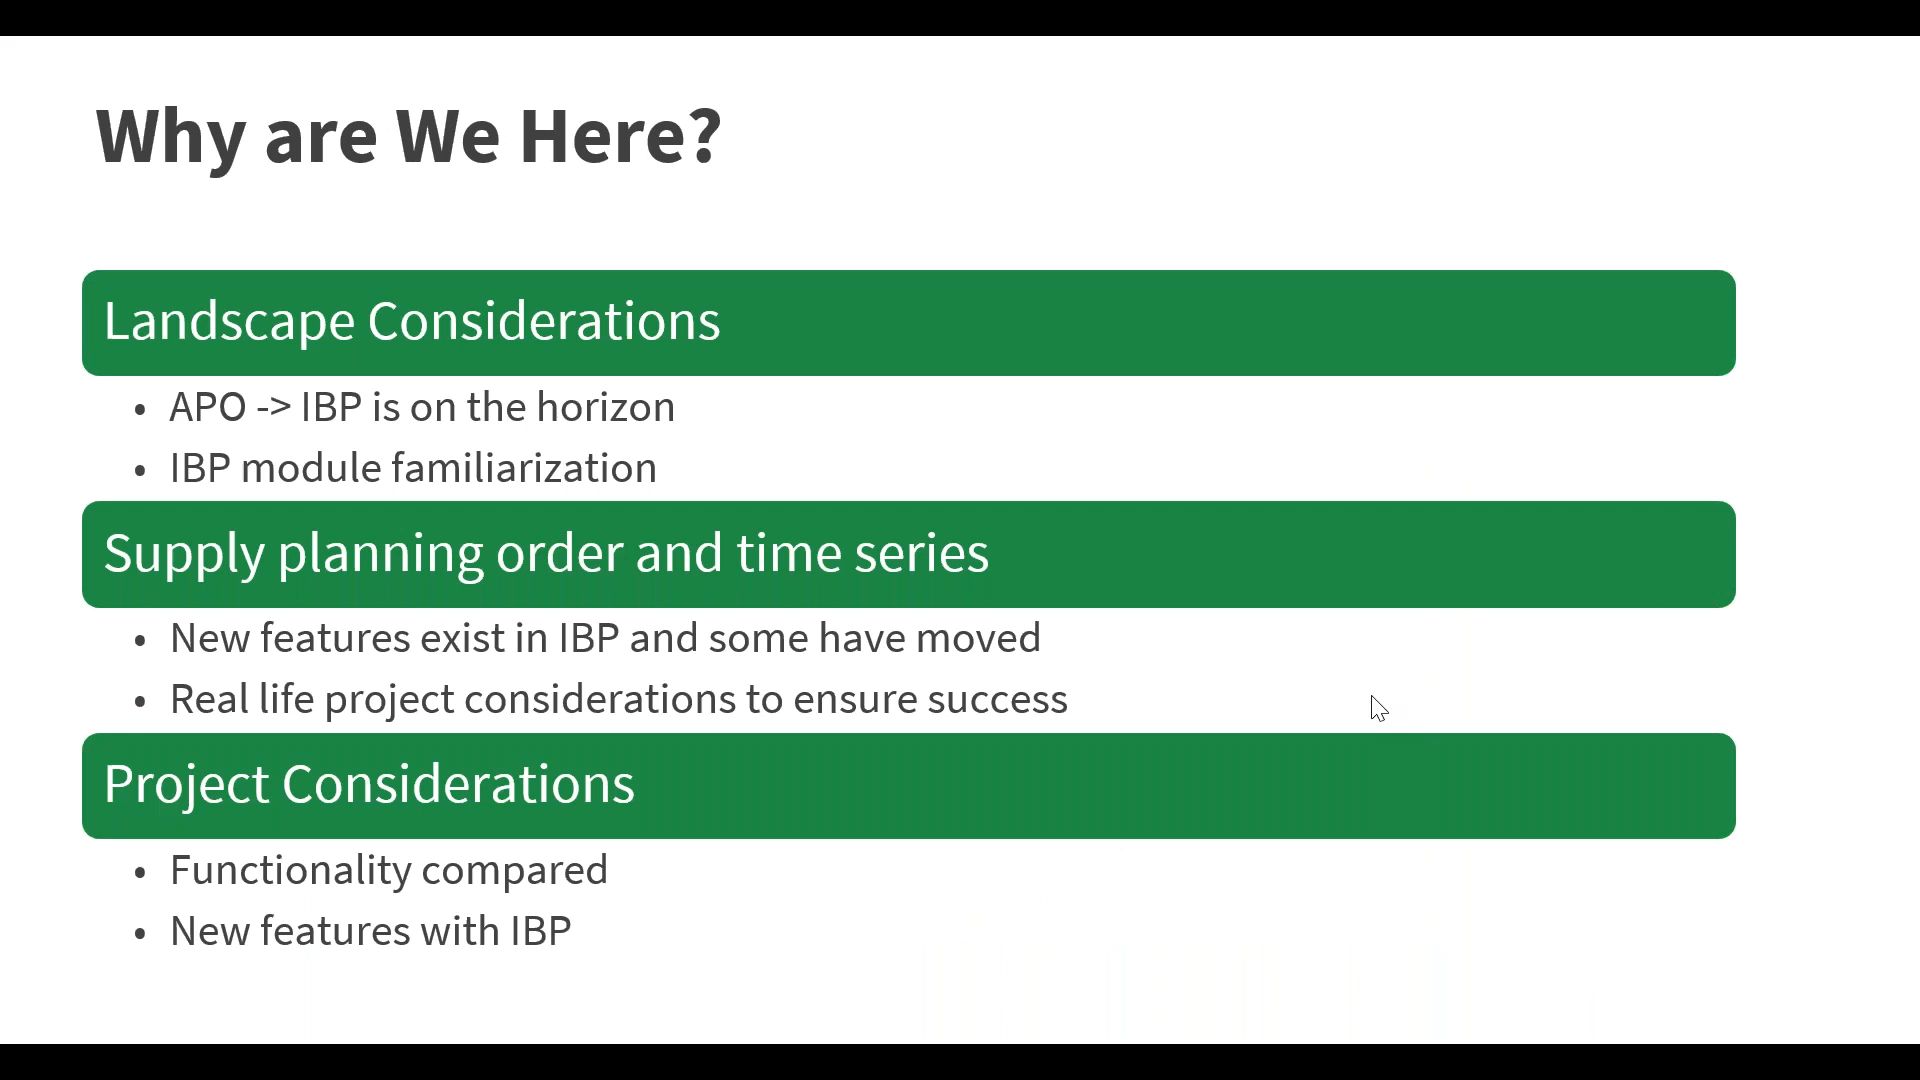 Why are We Here?
Landscape Considerations
• APO -> IBP is on the horizon
• IBP module familiarization
Supply planning order and time series
• New features exist in IBP and some have moved
• Real life project considerations to ensure success
Project Considerations
• Functionality compared
• New features with IBP